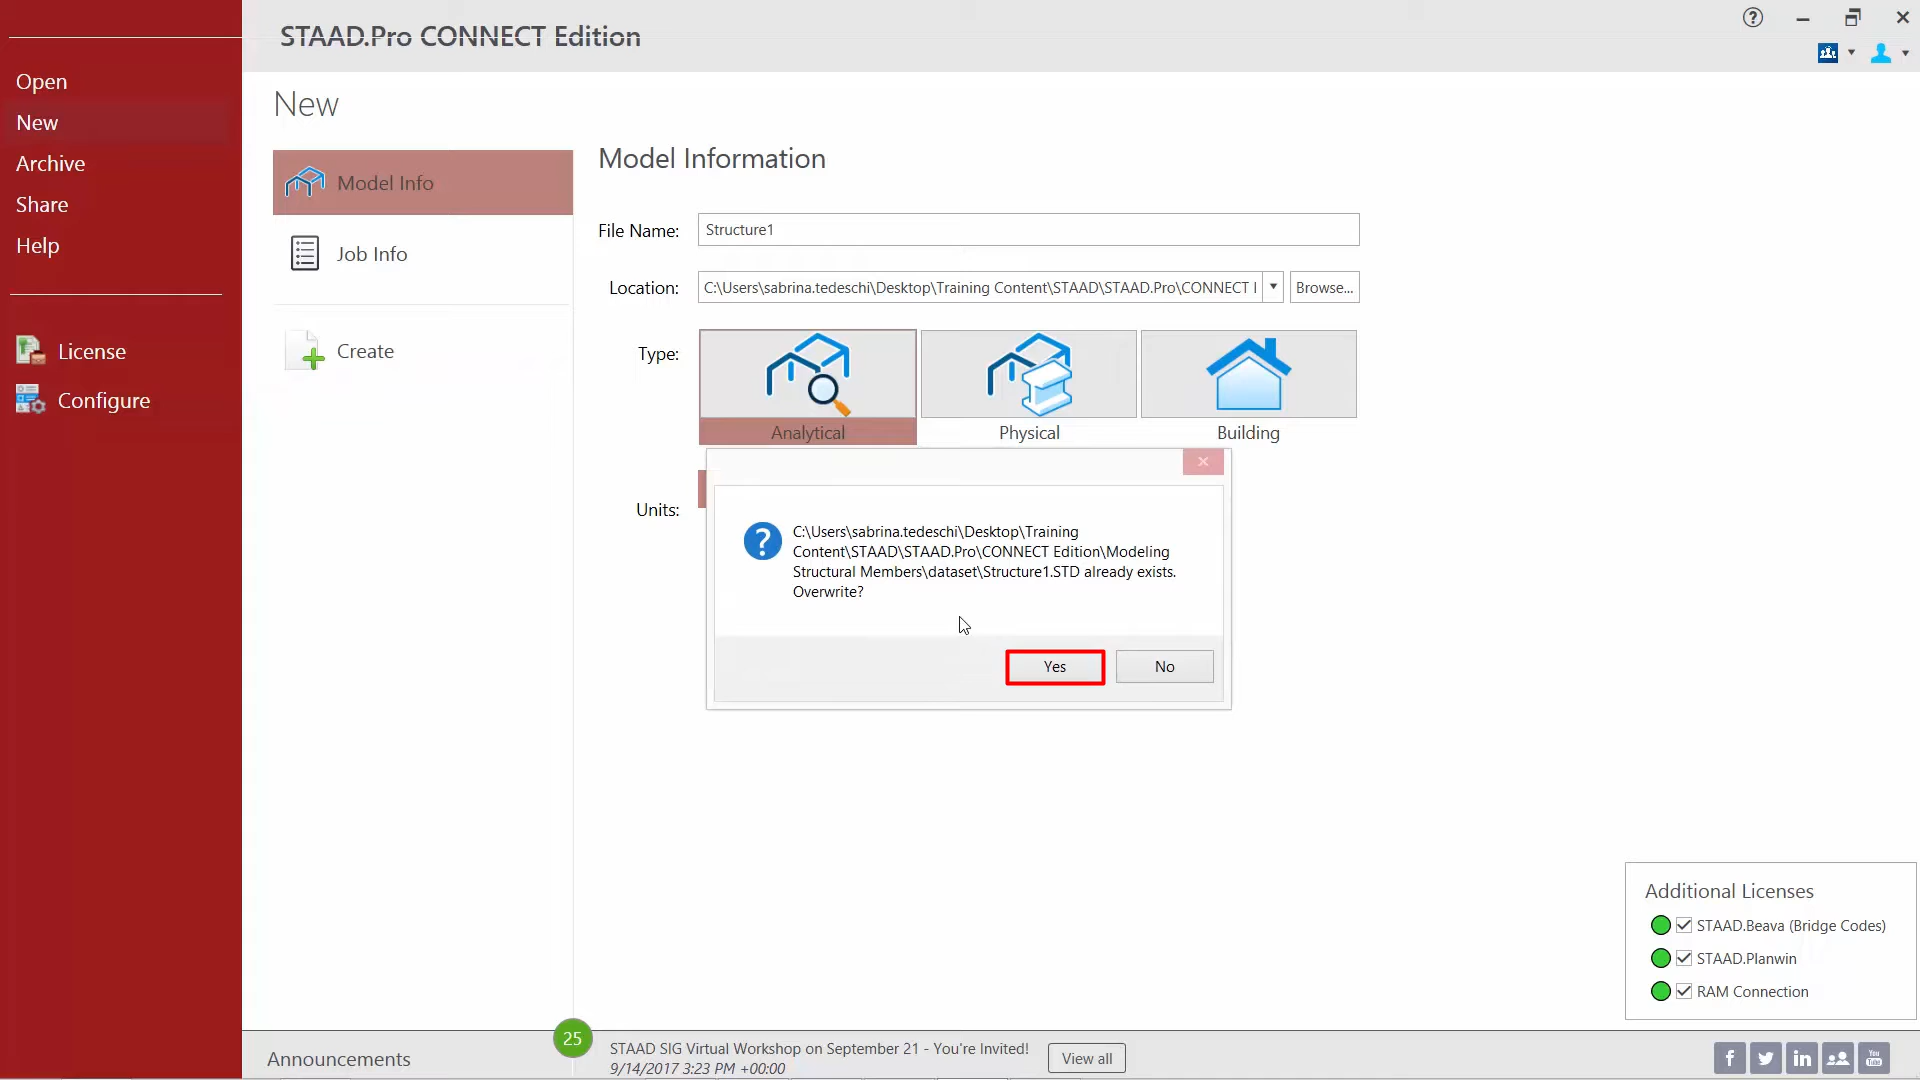 STAAD.Pro CONNECT Edition
Open
New
Archive
Share
Help
License
Configure
New
Model Info
Job Info
Create
Model Information
File Name:
Structure1
Location:
C:\Users\sabrina.tedeschi\Desktop\Training Content\STAAD\STAAD.Pro\CONNECT I
Browse...
Type:
Analytical
Physical
Building
Units:
C:\Users\sabrina.tedeschi\Desktop\Training
Content\STAAD\STAAD.Pro\CONNECT Edition\Modeling
Structural Members\dataset\Structure1.STD already exists.
Overwrite?
Yes
No
Additional Licenses
STAAD.Beava (Bridge Codes)
STAAD.Planwin
RAM Connection
Announcements
25
STAAD SIG Virtual Workshop on September 21 - You're Invited!
9/14/2017 3:23 PM +00:00
View all
You
Tube